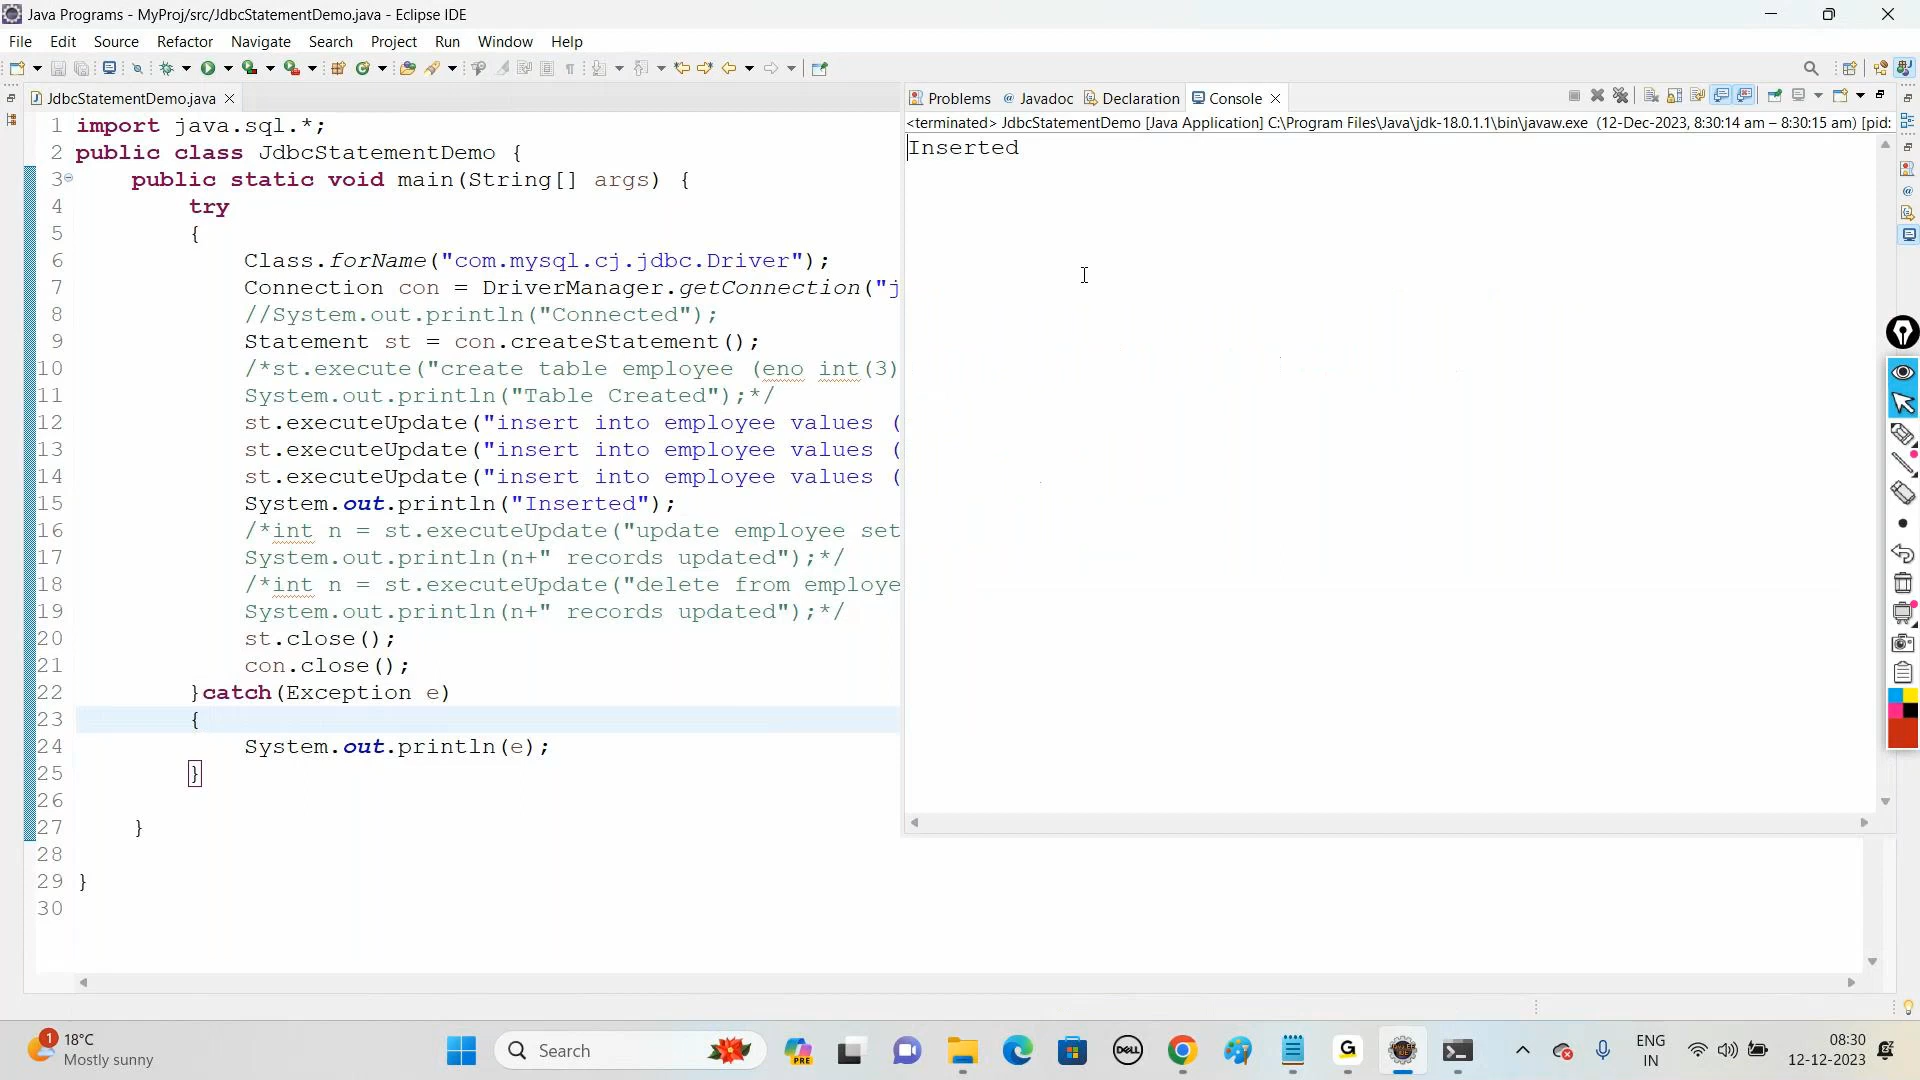 Java Programs - MyProj/src/JdbcStatementDemo.java - Eclipse IDE
File Edit Source Refactor Navigate Search Project Run Window Help
JdbcStatementDemo.java
1 import java.sql.*;
2 public class JdbcStatementDemo {
3 public static void main(String[] args) {
4 try
5 {
6 Class.forName("com.mysql.cj.jdbc.Driver");
7 Connection con = DriverManager.getConnection("j
8 //System.out.println("Connected");
9 Statement st = con.createStatement();
10 /*st.execute("create table employee (eno int(3)
11 System.out.println("Table Created");*/
12 st.executeUpdate("insert into employee values (
13 st.executeUpdate("insert into employee values (
14 st.executeUpdate("insert into employee values (
15 System.out.println("Inserted");
16 /*int n = st.executeUpdate("update employee set
17 System.out.println(n+" records updated");*/
18 /*int n = st.executeUpdate("delete from employe
19 System.out.println(n+" records updated");*/
20 st.close();
21 con.close();
22 }catch(Exception e)
23 {
24 System.out.println(e);
25 }
26
27 }
28
29 }
30
Problems @ Javadoc Declaration Console
<terminated> JdbcStatementDemo [Java Application] C:\Program Files\Java\jdk-18.0.1.1\bin\javaw.exe (12-Dec-2023, 8:30:14 am – 8:30:15 am) [pid:
Inserted
1
18°C
Mostly sunny
Search
PRE
DELL
G
ENG
IN
08:30
12-12-2023